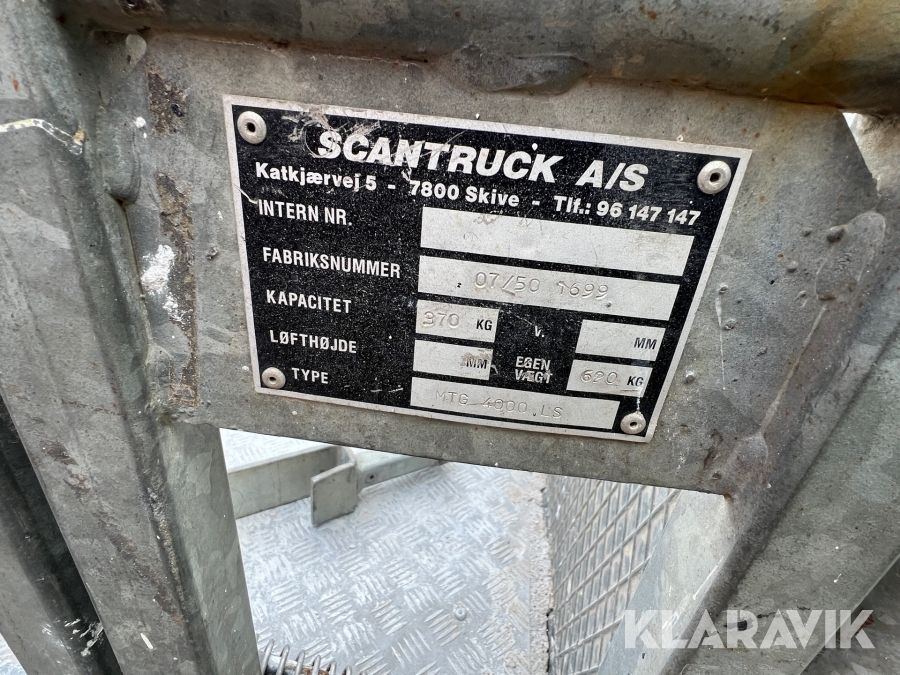 SCANTRUCK A/S
Katkjærvej 5 - 7800 Skive - Tlf.: 96 147 147
INTERN NR.
FABRIKSNUMMER 07/50 1699
KAPACITET 370 KG V. MM
LØFTHØJDE MM EGEN VÆGT 620 KG
TYPE MTG 4000 LS
KLARAVIK